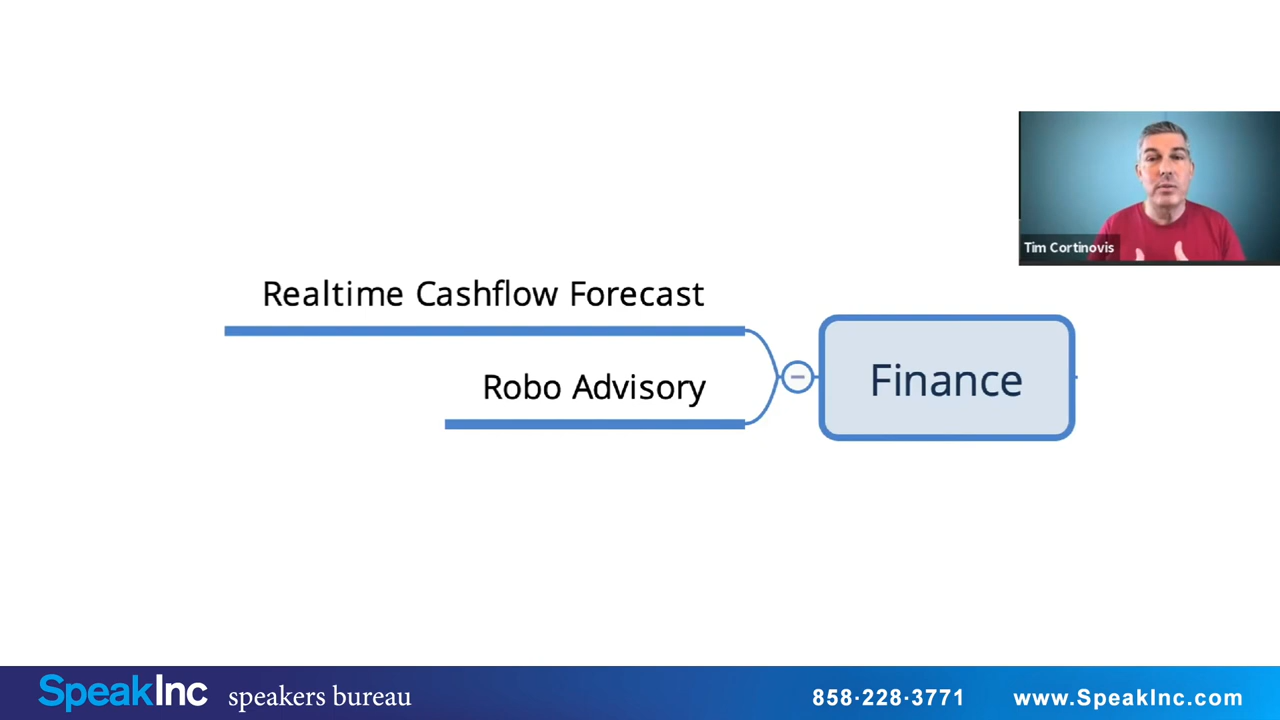 Tim Cortinovis
Realtime Cashflow Forecast
Robo Advisory
Finance
SpeakInc speakers bureau
858·228·3771
www.SpeakInc.com